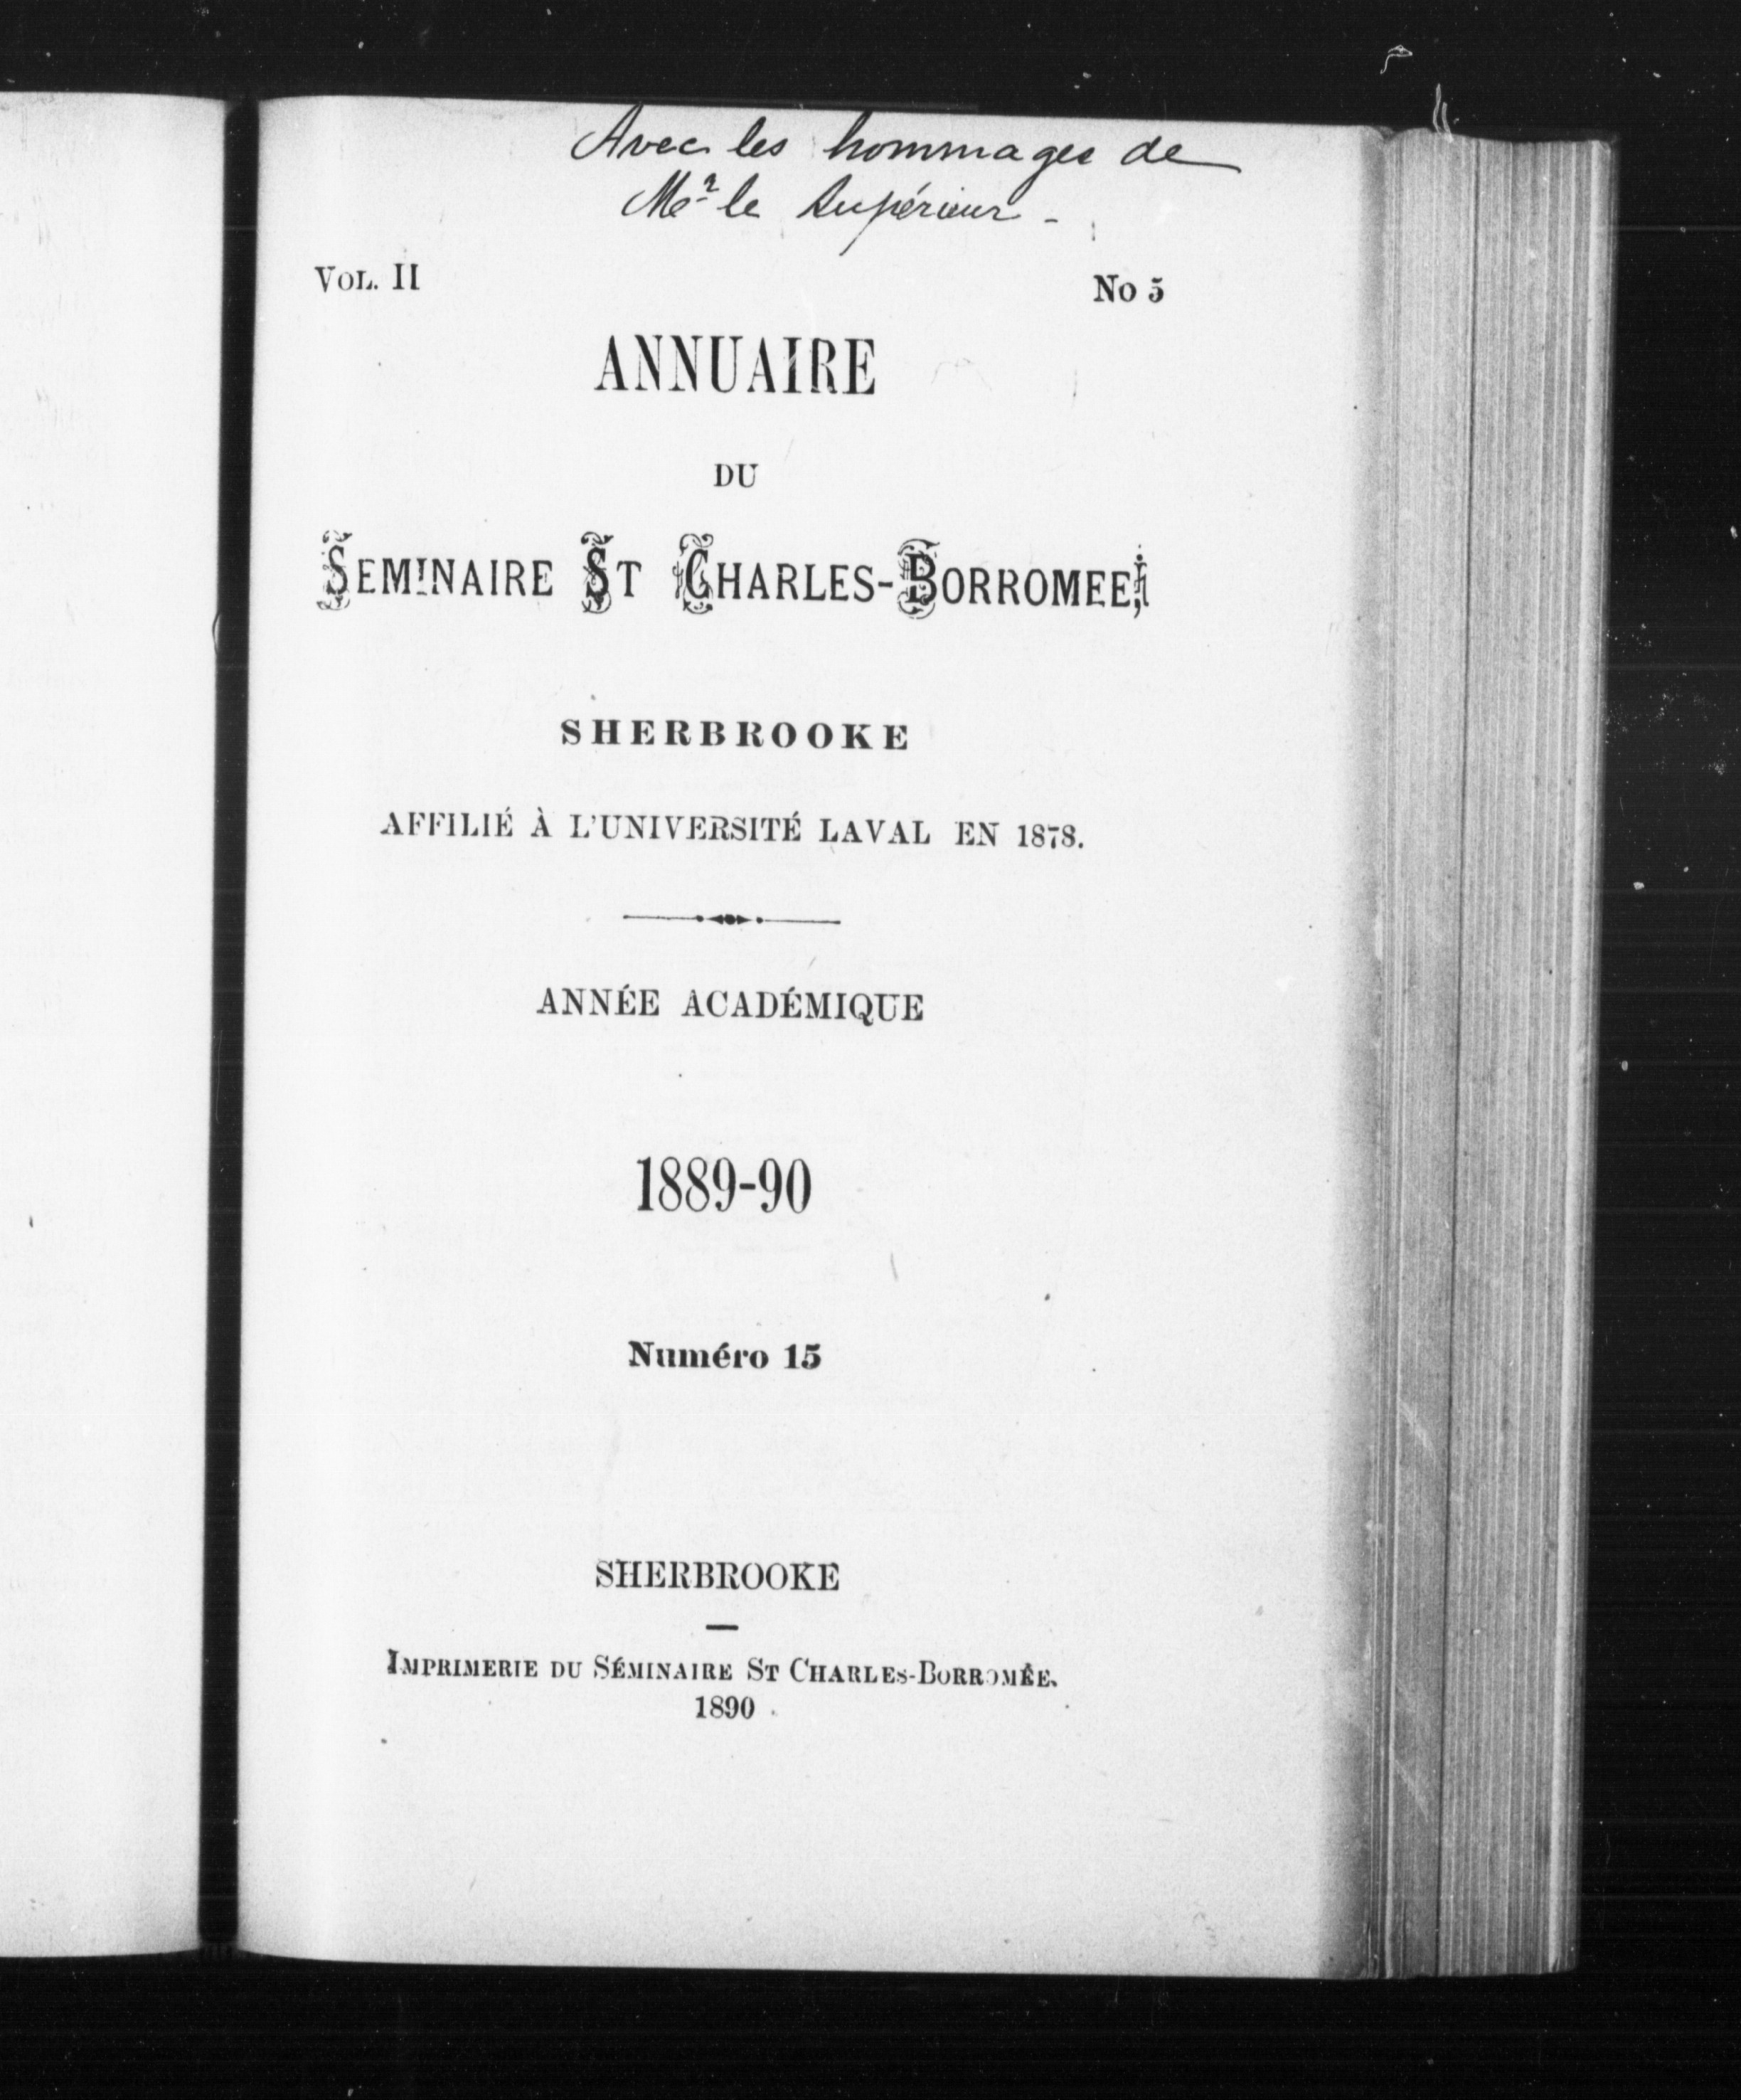 Avec les hommages de
Mr le Supérieur -
VOL. II
No 5
ANNUAIRE
DU
SEMINAIRE ST CHARLES-BORROMEE,
SHERBROOKE
AFFILIÉ À L'UNIVERSITÉ LAVAL EN 1878.
ANNÉE ACADÉMIQUE
1889-90
Numéro 15
SHERBROOKE
IMPRIMERIE DU SÉMINAIRE ST CHARLES-BORROMÉE.
1890